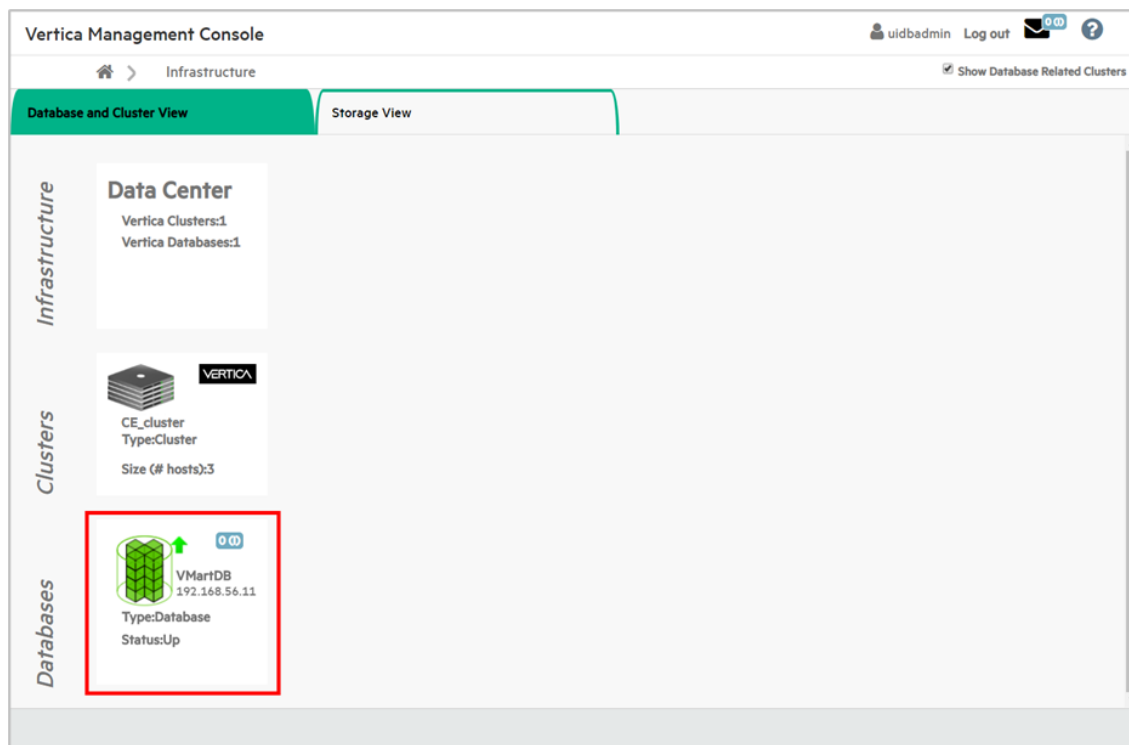 Vertica Management Console
uidbadmin Log out
Infrastructure
Show Database Related Clusters
Database and Cluster View
Storage View
Infrastructure
Data Center
Vertica Clusters:1
Vertica Databases:1
Clusters
VERTICA
CE_cluster
Type:Cluster
Size (# hosts):3
Databases
VMartDB
192.168.56.11
Type:Database
Status:Up